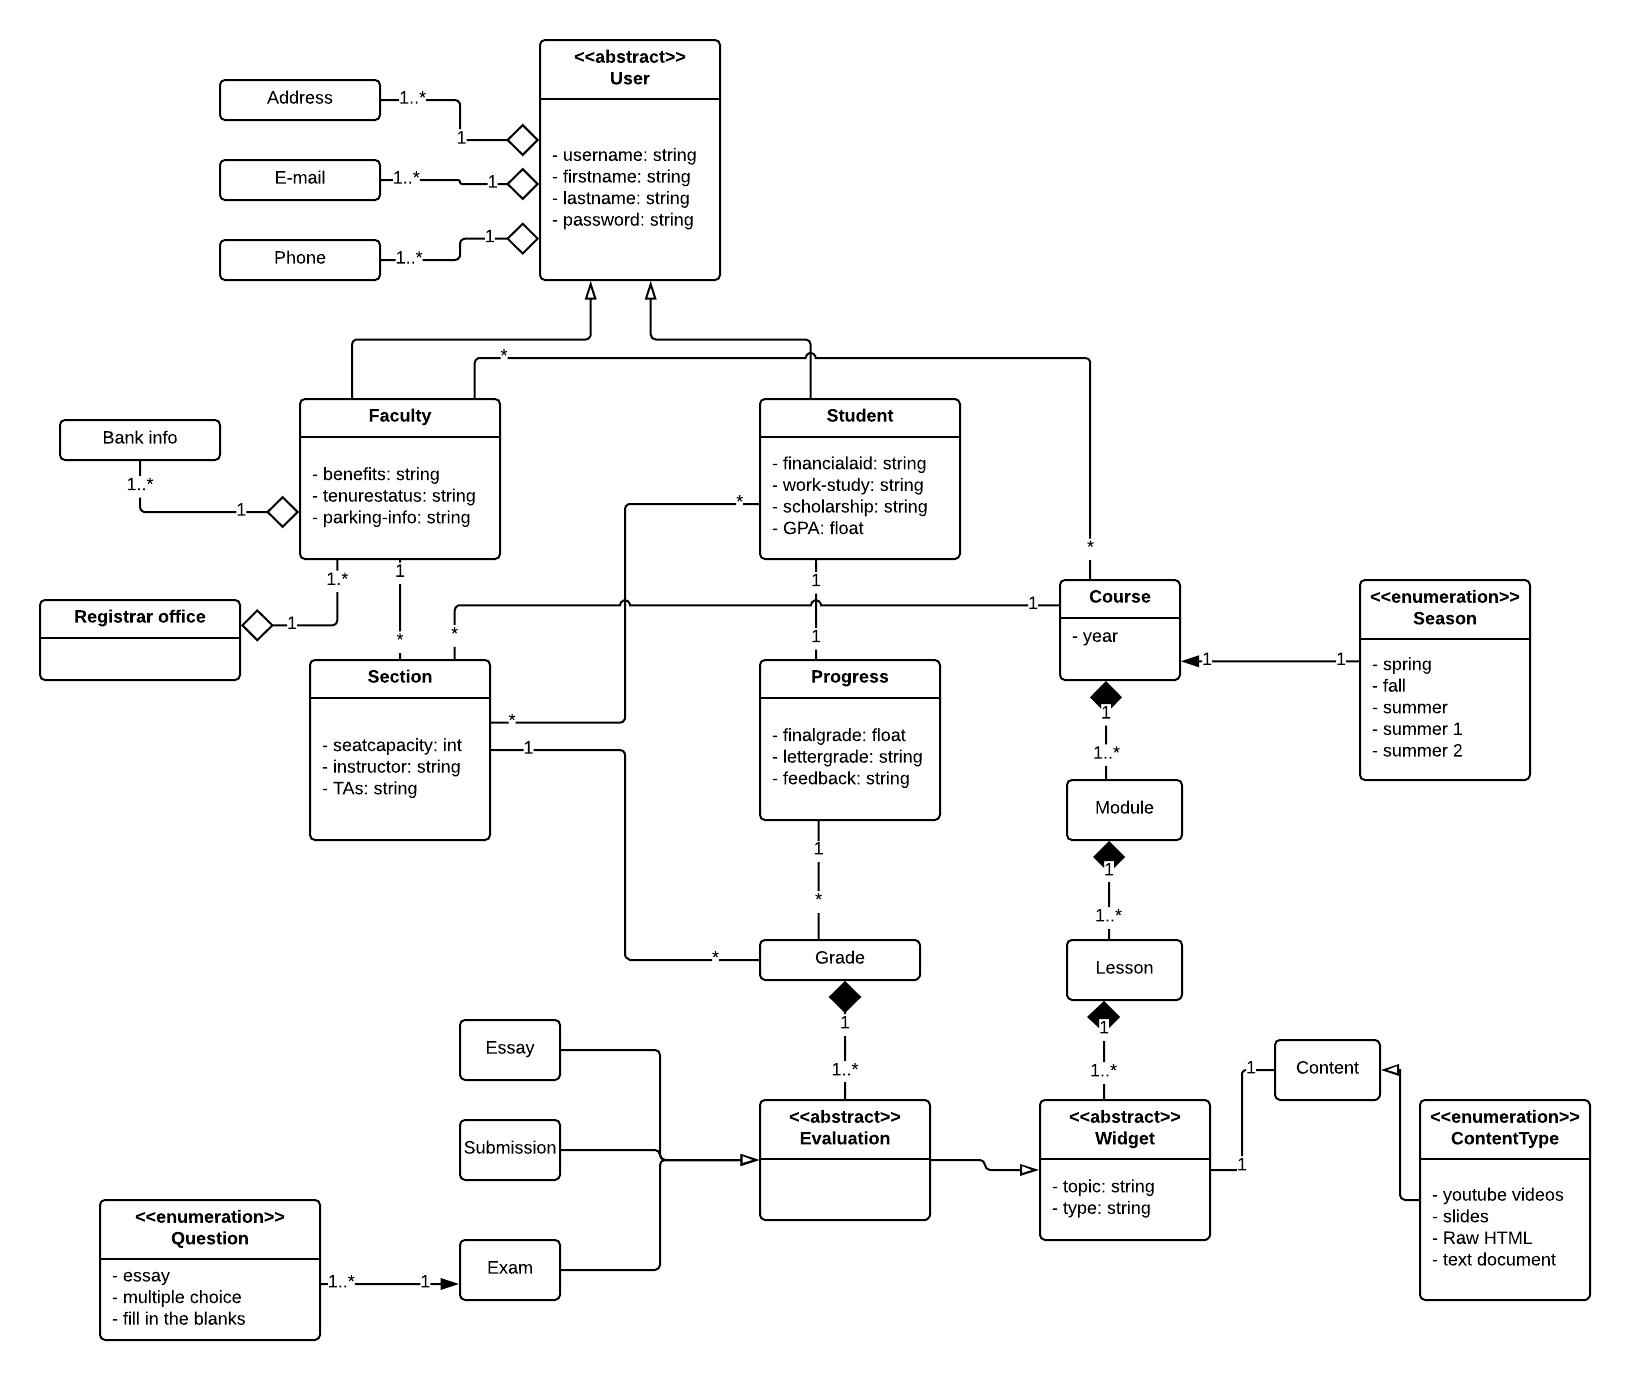 <<abstract>>
User
- username: string
- firstname: string
- lastname: string
- password: string
Address
1..*
1
E-mail
1..*
1
Phone
1..*
1
*
Faculty
- benefits: string
- tenurestatus: string
- parking-info: string
Student
- financialaid: string
- work-study: string
- scholarship: string
- GPA: float
Bank info
1..*
1
*
*
1..*
1
1
Registrar office
1
*
*
1
1
Course
- year
<<enumeration>>
Season
- spring
- fall
- summer
- summer 1
- summer 2
1
1
Section
- seatcapacity: int
- instructor: string
- TAs: string
*
1
Progress
- finalgrade: float
- lettergrade: string
- feedback: string
1
1..*
Module
1
*
1
1..*
*
Grade
Lesson
1
1..*
1
1..*
Essay
Submission
Exam
<<abstract>>
Evaluation
<<abstract>>
Widget
- topic: string
- type: string
1
1
Content
<<enumeration>>
ContentType
- youtube videos
- slides
- Raw HTML
- text document
<<enumeration>>
Question
- essay
- multiple choice
- fill in the blanks
1..*
1